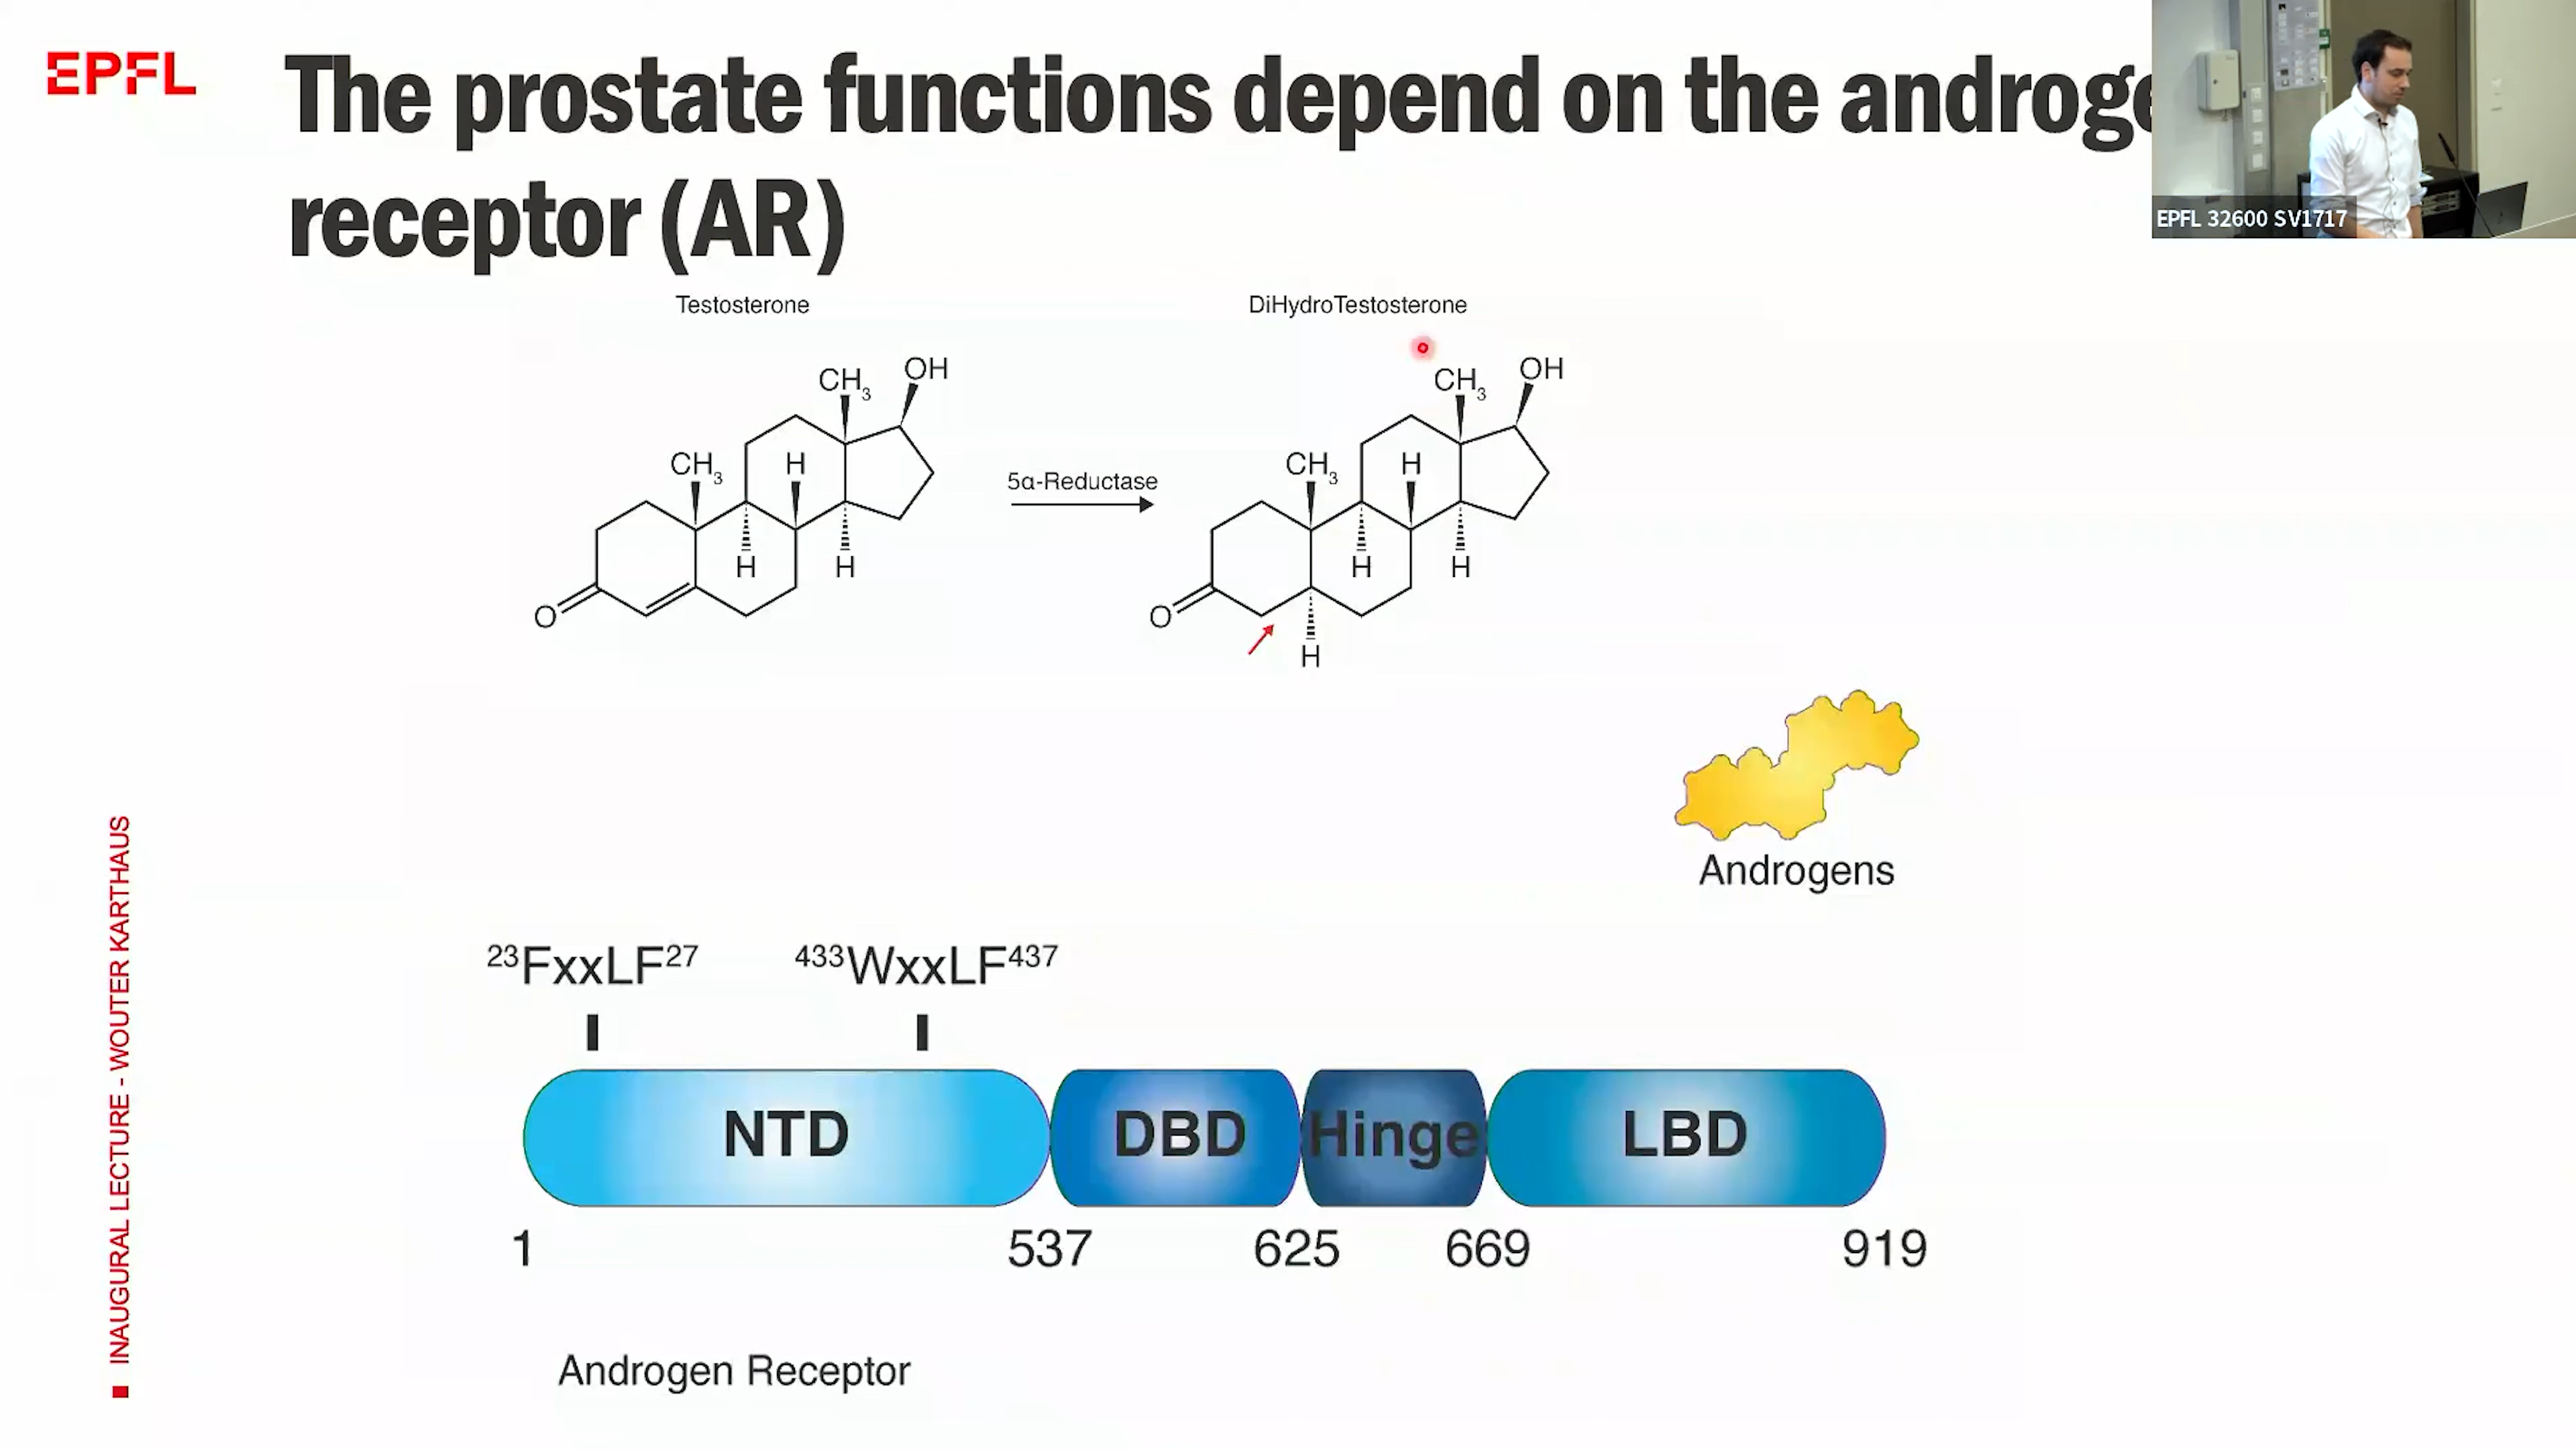 EPFL
The prostate functions depend on the androge
receptor (AR)
EPFL 32600 SV1717
Testosterone
DiHydroTestosterone
CH3
OH
CH3
H
H
H
O
5α-Reductase
CH3
OH
CH3
H
H
H
O
H
Androgens
23FxxLF27
433WxxLF437
NTD
DBD
Hinge
LBD
1
537
625
669
919
Androgen Receptor
INAUGURAL LECTURE - WOUTER KARTHAUS